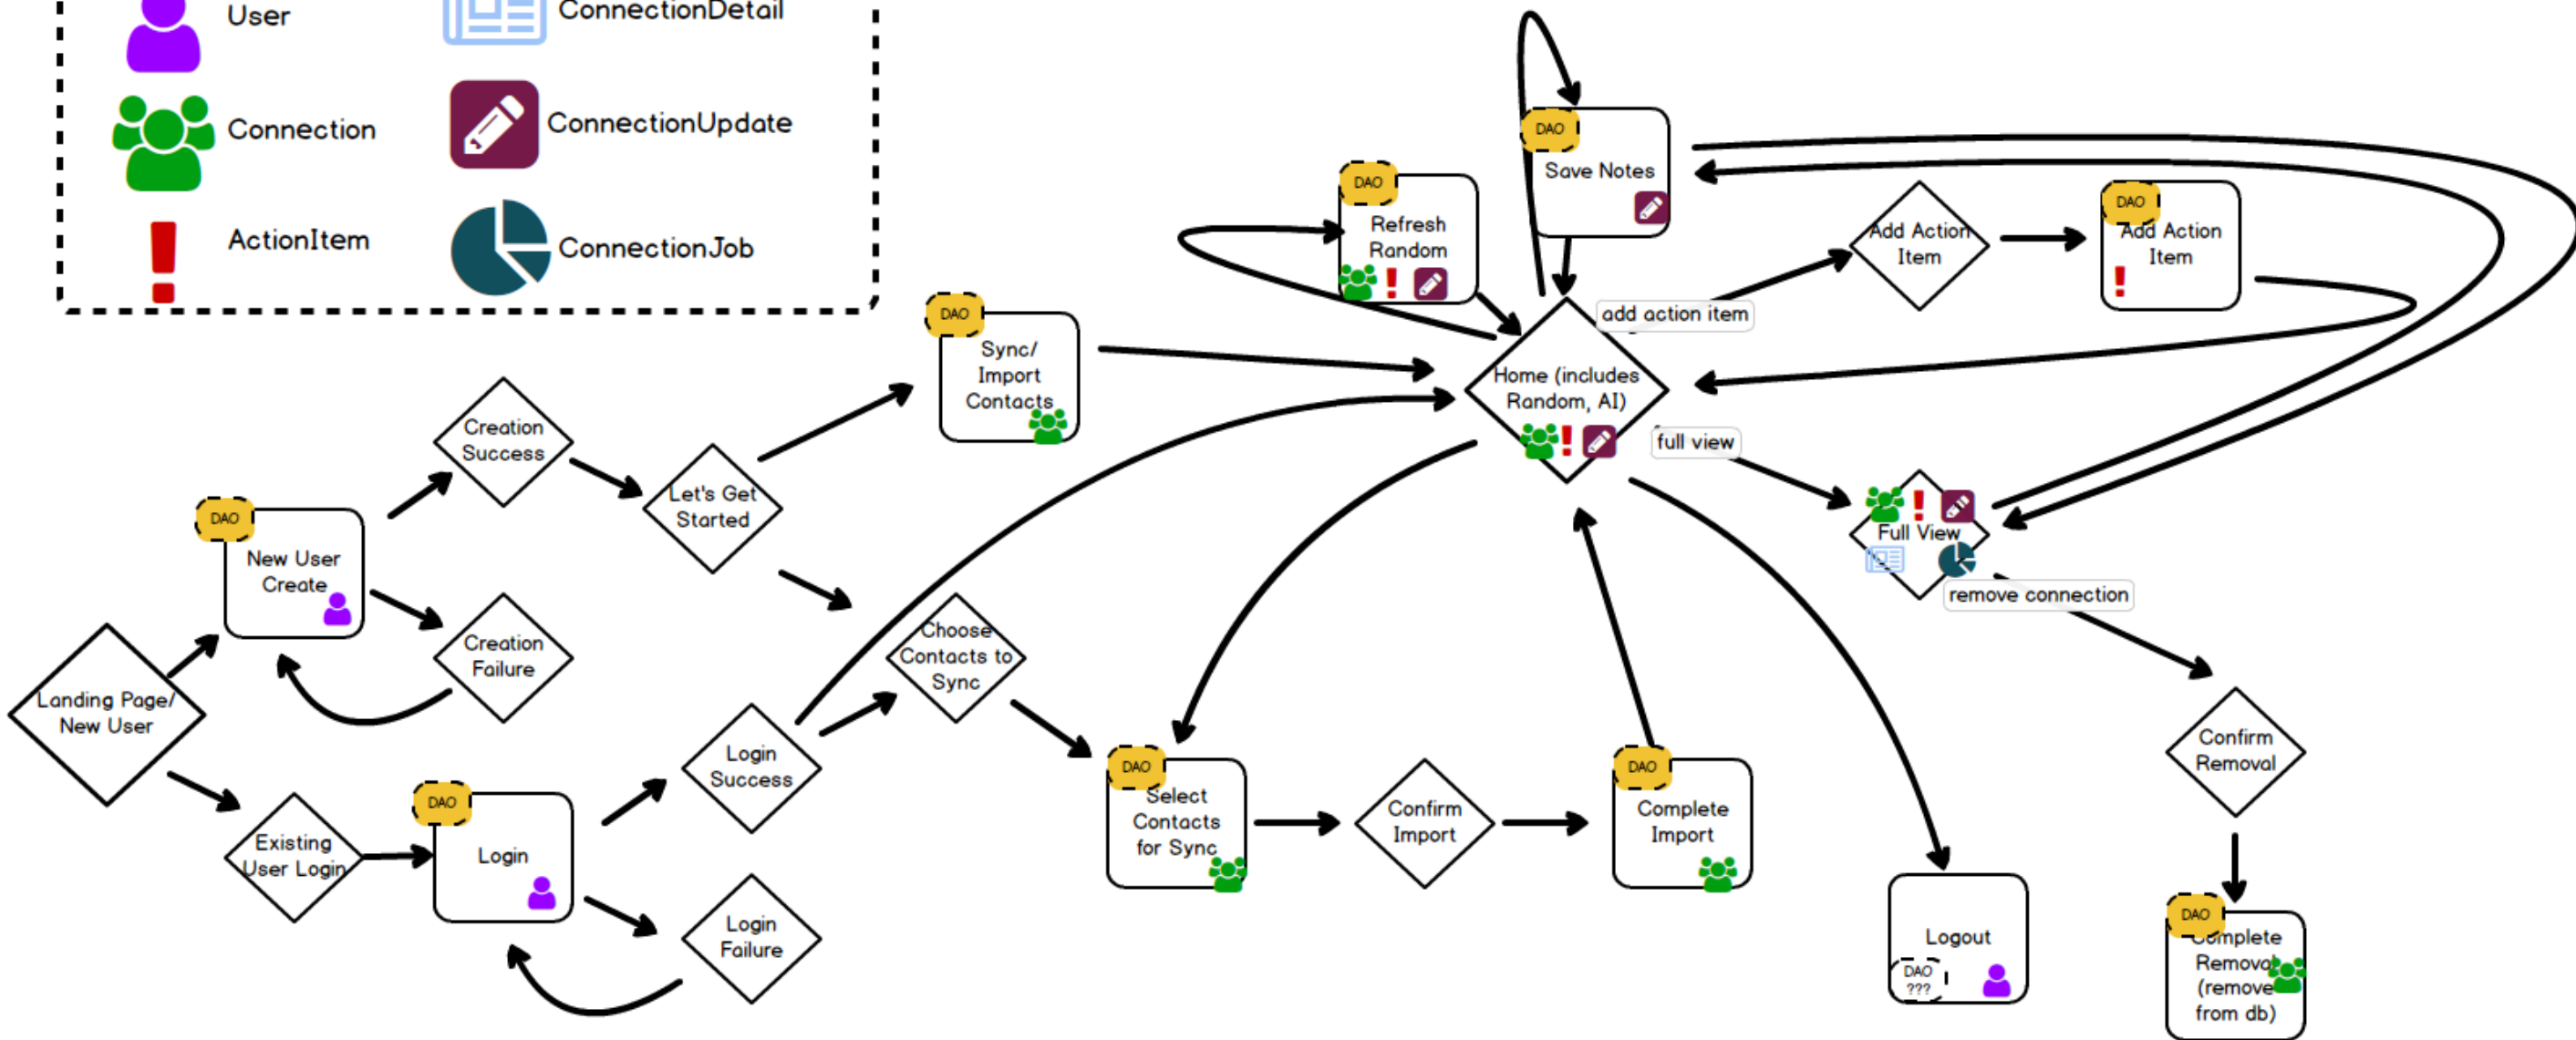 User
ConnectionDetail
Connection
ConnectionUpdate
ActionItem
ConnectionJob
DAO
Save Notes
DAO
Refresh
Random
Add Action
Item
DAO
Add Action
Item
add action item
DAO
Sync/
Import
Contacts
Home (includes
Random, AI)
full view
Creation
Success
Let's Get
Started
DAO
New User
Create
Full View
remove connection
Creation
Failure
Choose
Contacts to
Sync
Landing Page/
New User
Login
Success
Confirm
Removal
DAO
Select
Contacts
for Sync
Confirm
Import
DAO
Complete
Import
Existing
User Login
DAO
Login
Login
Failure
Logout
DAO
???
DAO
Complete
Removal
(remove
from db)